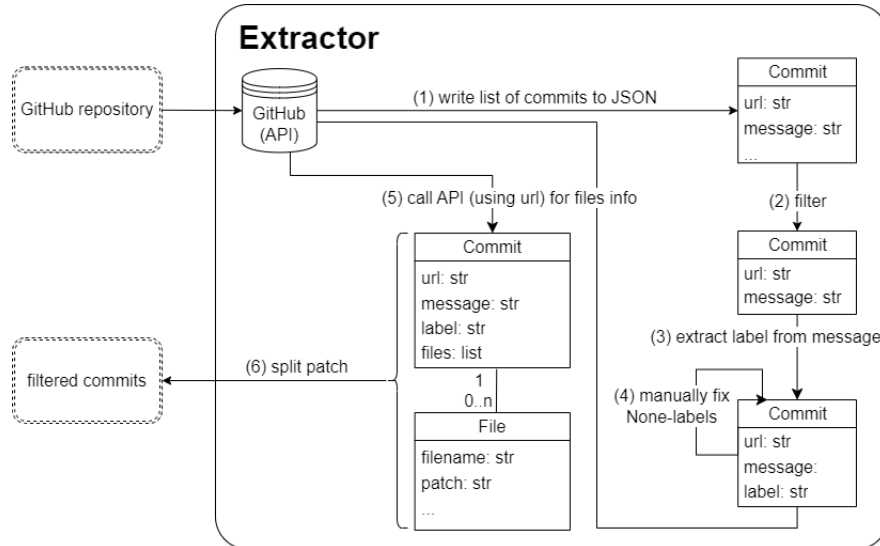 Extractor
GitHub repository
GitHub
(API)
(1) write list of commits to JSON
Commit
url: str
message: str
...
(2) filter
Commit
url: str
message: str
(3) extract label from message
(4) manually fix
None-labels
Commit
url: str
message:
label: str
(5) call API (using url) for files info
Commit
url: str
message: str
label: str
files: list
1
0..n
File
filename: str
patch: str
...
(6) split patch
filtered commits